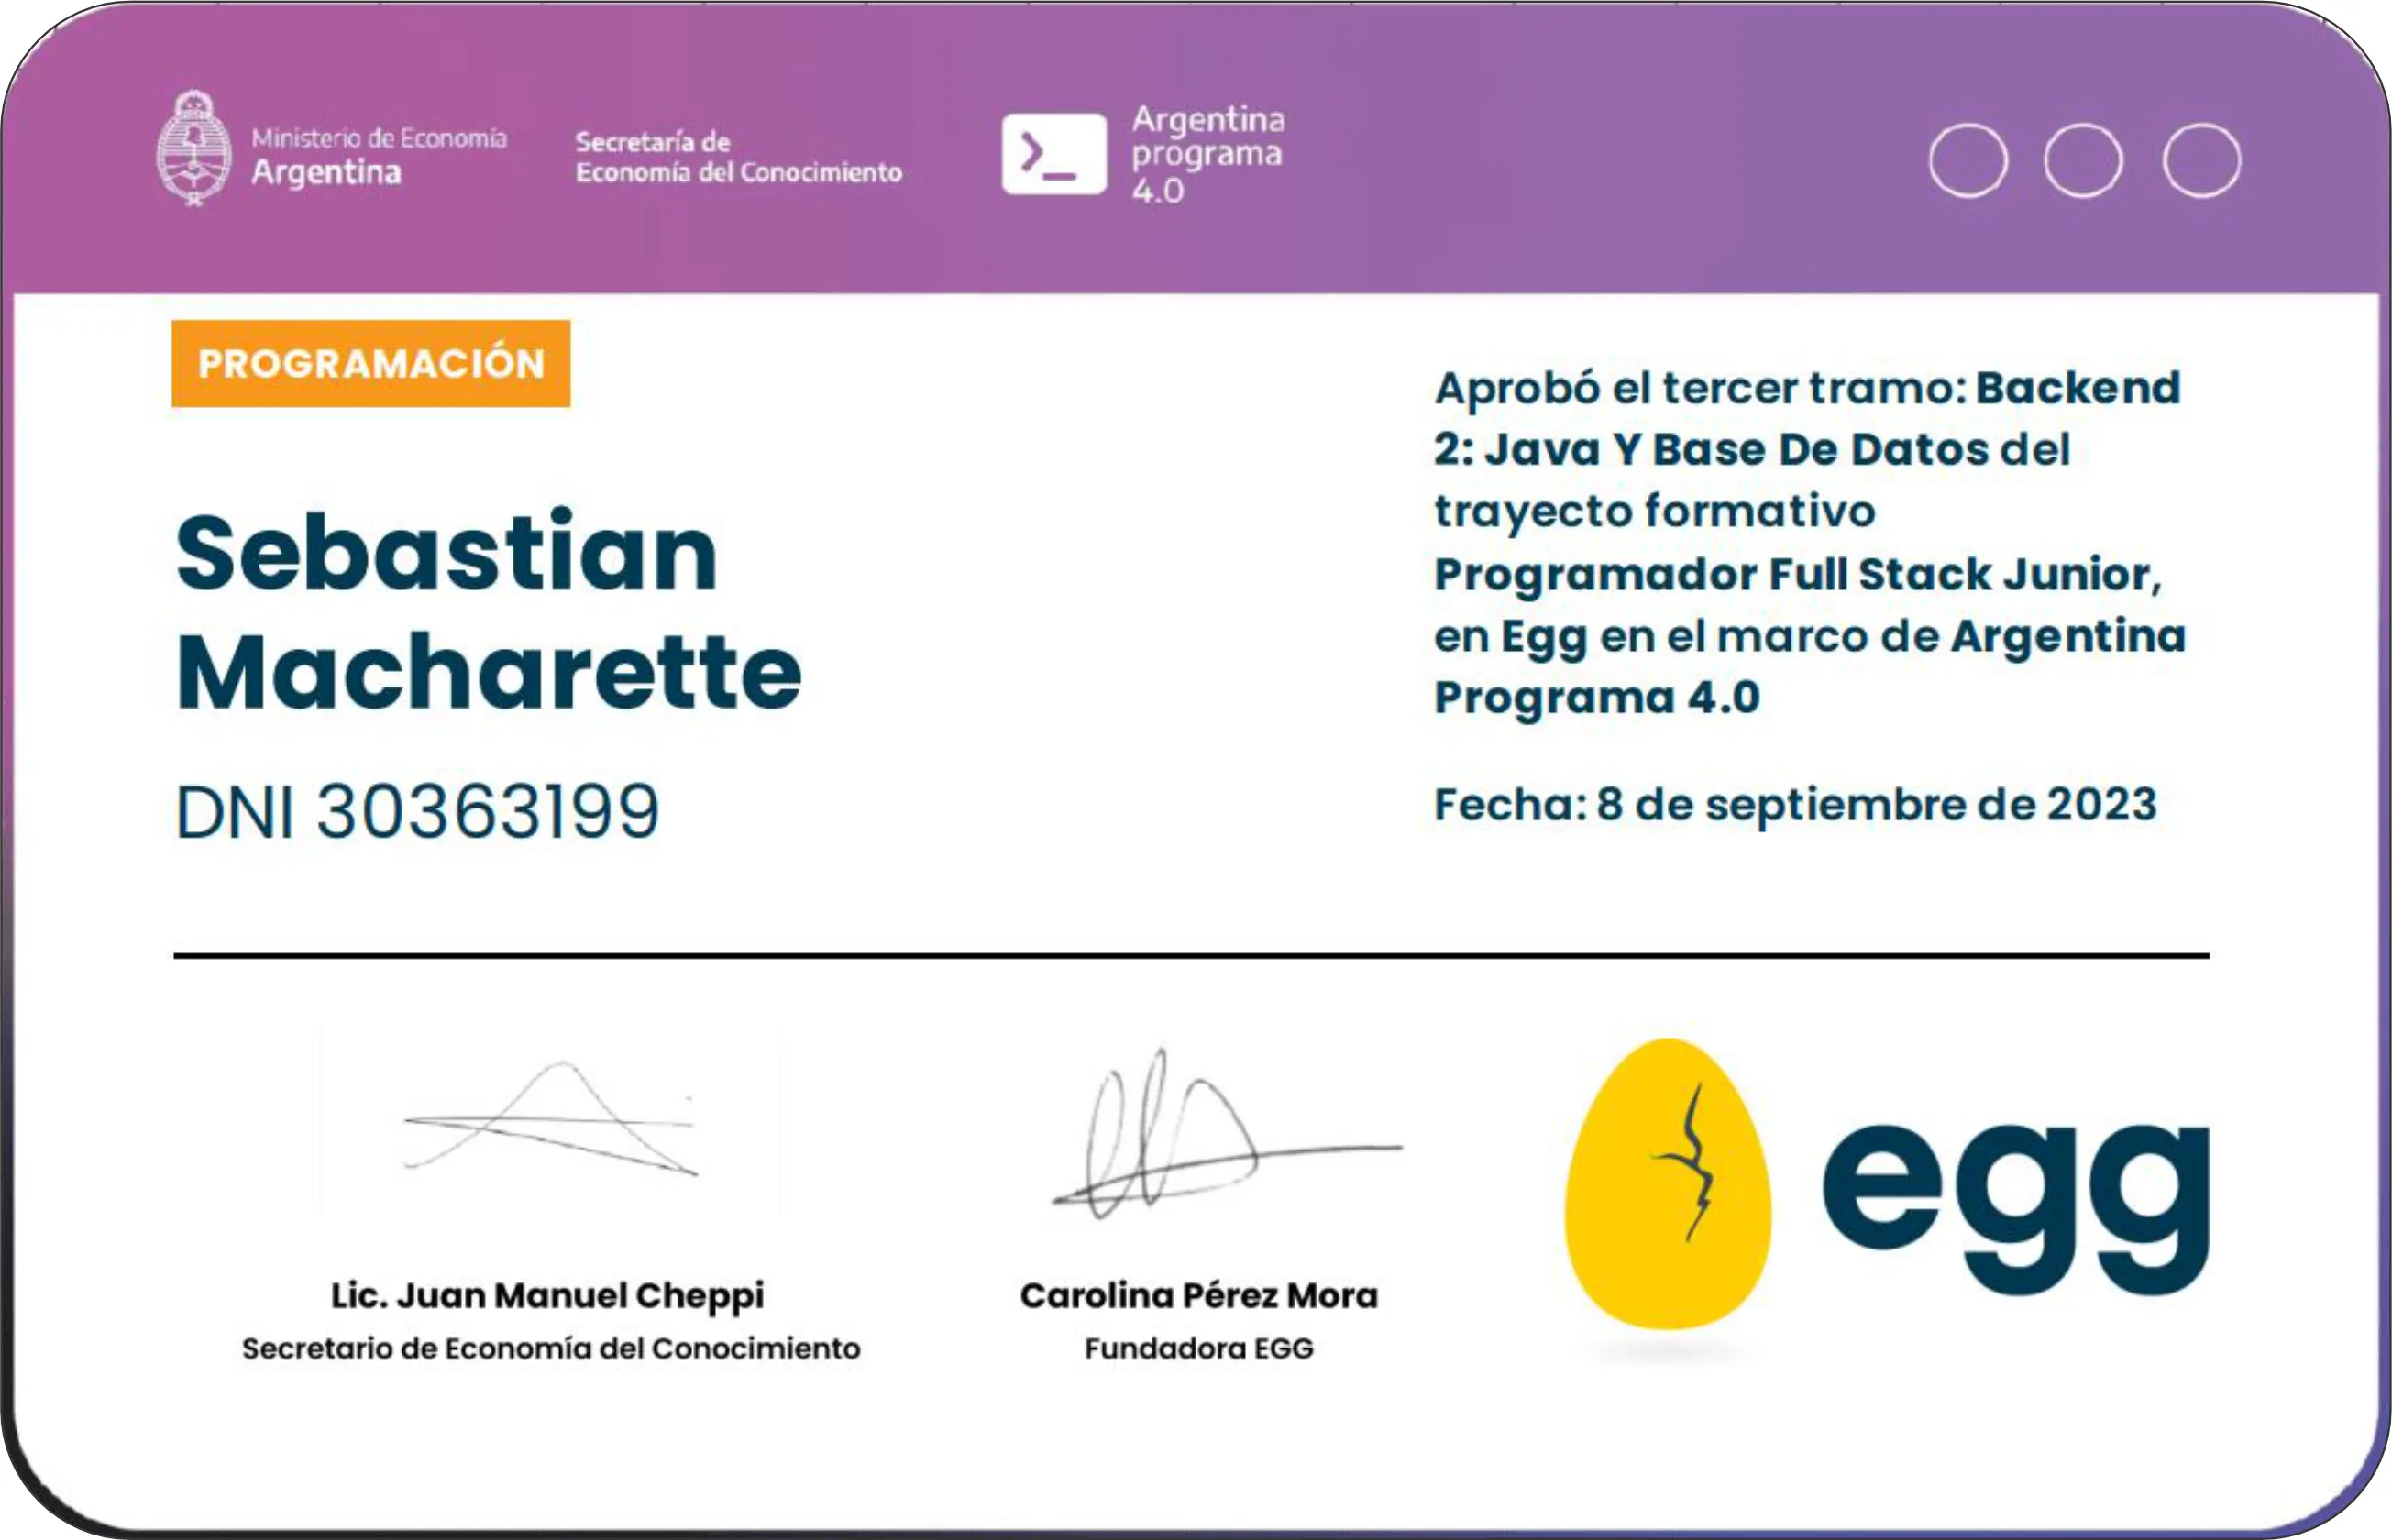 Ministerio de Economía
Argentina
Secretaría de
Economía del Conocimiento
Argentina
programa
4.0
PROGRAMACIÓN
Sebastian
Macharette
DNI 30363199
Aprobó el tercer tramo: Backend
2: Java Y Base De Datos del
trayecto formativo
Programador Full Stack Junior,
en Egg en el marco de Argentina
Programa 4.0
Fecha: 8 de septiembre de 2023
Lic. Juan Manuel Cheppi
Secretario de Economía del Conocimiento
Carolina Pérez Mora
Fundadora EGG
egg